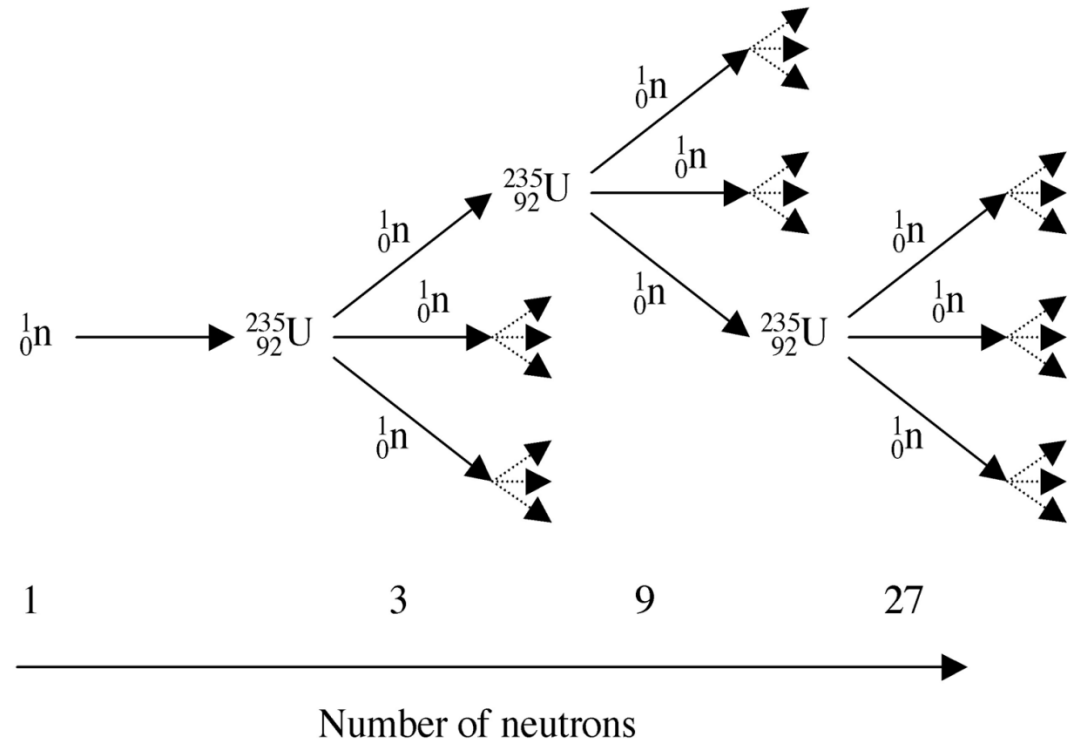 ¹₀n
¹₀n
²³⁵₉₂U
¹₀n
¹₀n
¹₀n
¹₀n
¹₀n
¹₀n
¹₀n
²³⁵₉₂U
²³⁵₉₂U
¹₀n
¹₀n
1 3 9 27
Number of neutrons